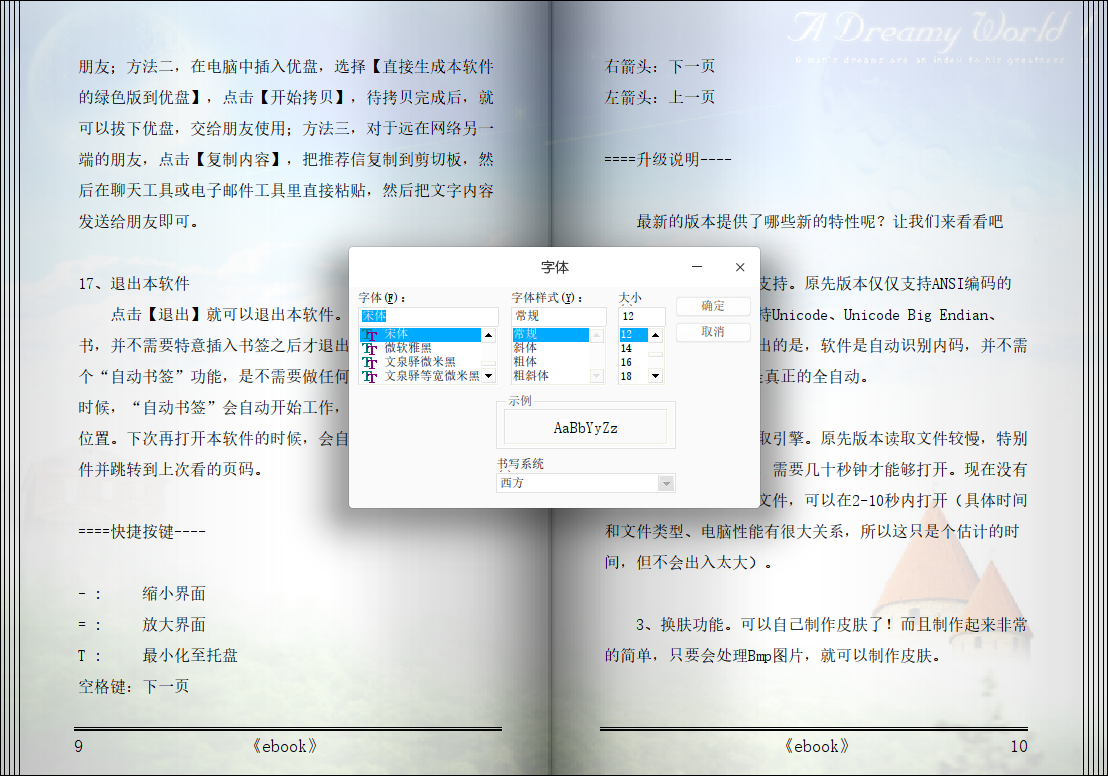 朋友；方法二，在电脑中插入优盘，选择【直接生成本软件
的绿色版到优盘】，点击【开始拷贝】，待拷贝完成后，就
可以拔下优盘，交给朋友使用；方法三，对于远在网络另一
端的朋友，点击【复制内容】，把推荐信复制到剪切板，然
后在聊天工具或电子邮件工具里直接粘贴，然后把文字内容
发送给朋友即可。
17、退出本软件
点击【退出】就可以退出本软件。
书，并不需要特意插入书签之后才退出
个“自动书签”功能，是不需要做任何
时候，“自动书签”会自动开始工作，
位置。下次再打开本软件的时候，会自
件并跳转到上次看的页码。
====快捷按键----
- ： 缩小界面
= ： 放大界面
T ： 最小化至托盘
空格键：下一页
9
《ebook》
A Dreamy World
A man's dreams are an index to his greatness
右箭头：下一页
左箭头：上一页
====升级说明----
最新的版本提供了哪些新的特性呢？让我们来看看吧
支持。原先版本仅仅支持ANSI编码的
持Unicode、Unicode Big Endian、
出的是，软件是自动识别内码，并不需
真正的全自动。
取引擎。原先版本读取文件较慢，特别
需要几十秒钟才能够打开。现在没有
文件，可以在2-10秒内打开（具体时间
和文件类型、电脑性能有很大关系，所以这只是个估计的时
间，但不会出入太大）。
3、换肤功能。可以自己制作皮肤了！而且制作起来非常
的简单，只要会处理Bmp图片，就可以制作皮肤。
《ebook》
10
字体
字体(F)：
宋体
宋体
微软雅黑
文泉驿微米黑
文泉驿等宽微米黑
字体样式(Y)：
常规
常规
斜体
粗体
粗斜体
大小
12
12
14
16
18
确定
取消
示例
AaBbYyZz
书写系统
西方